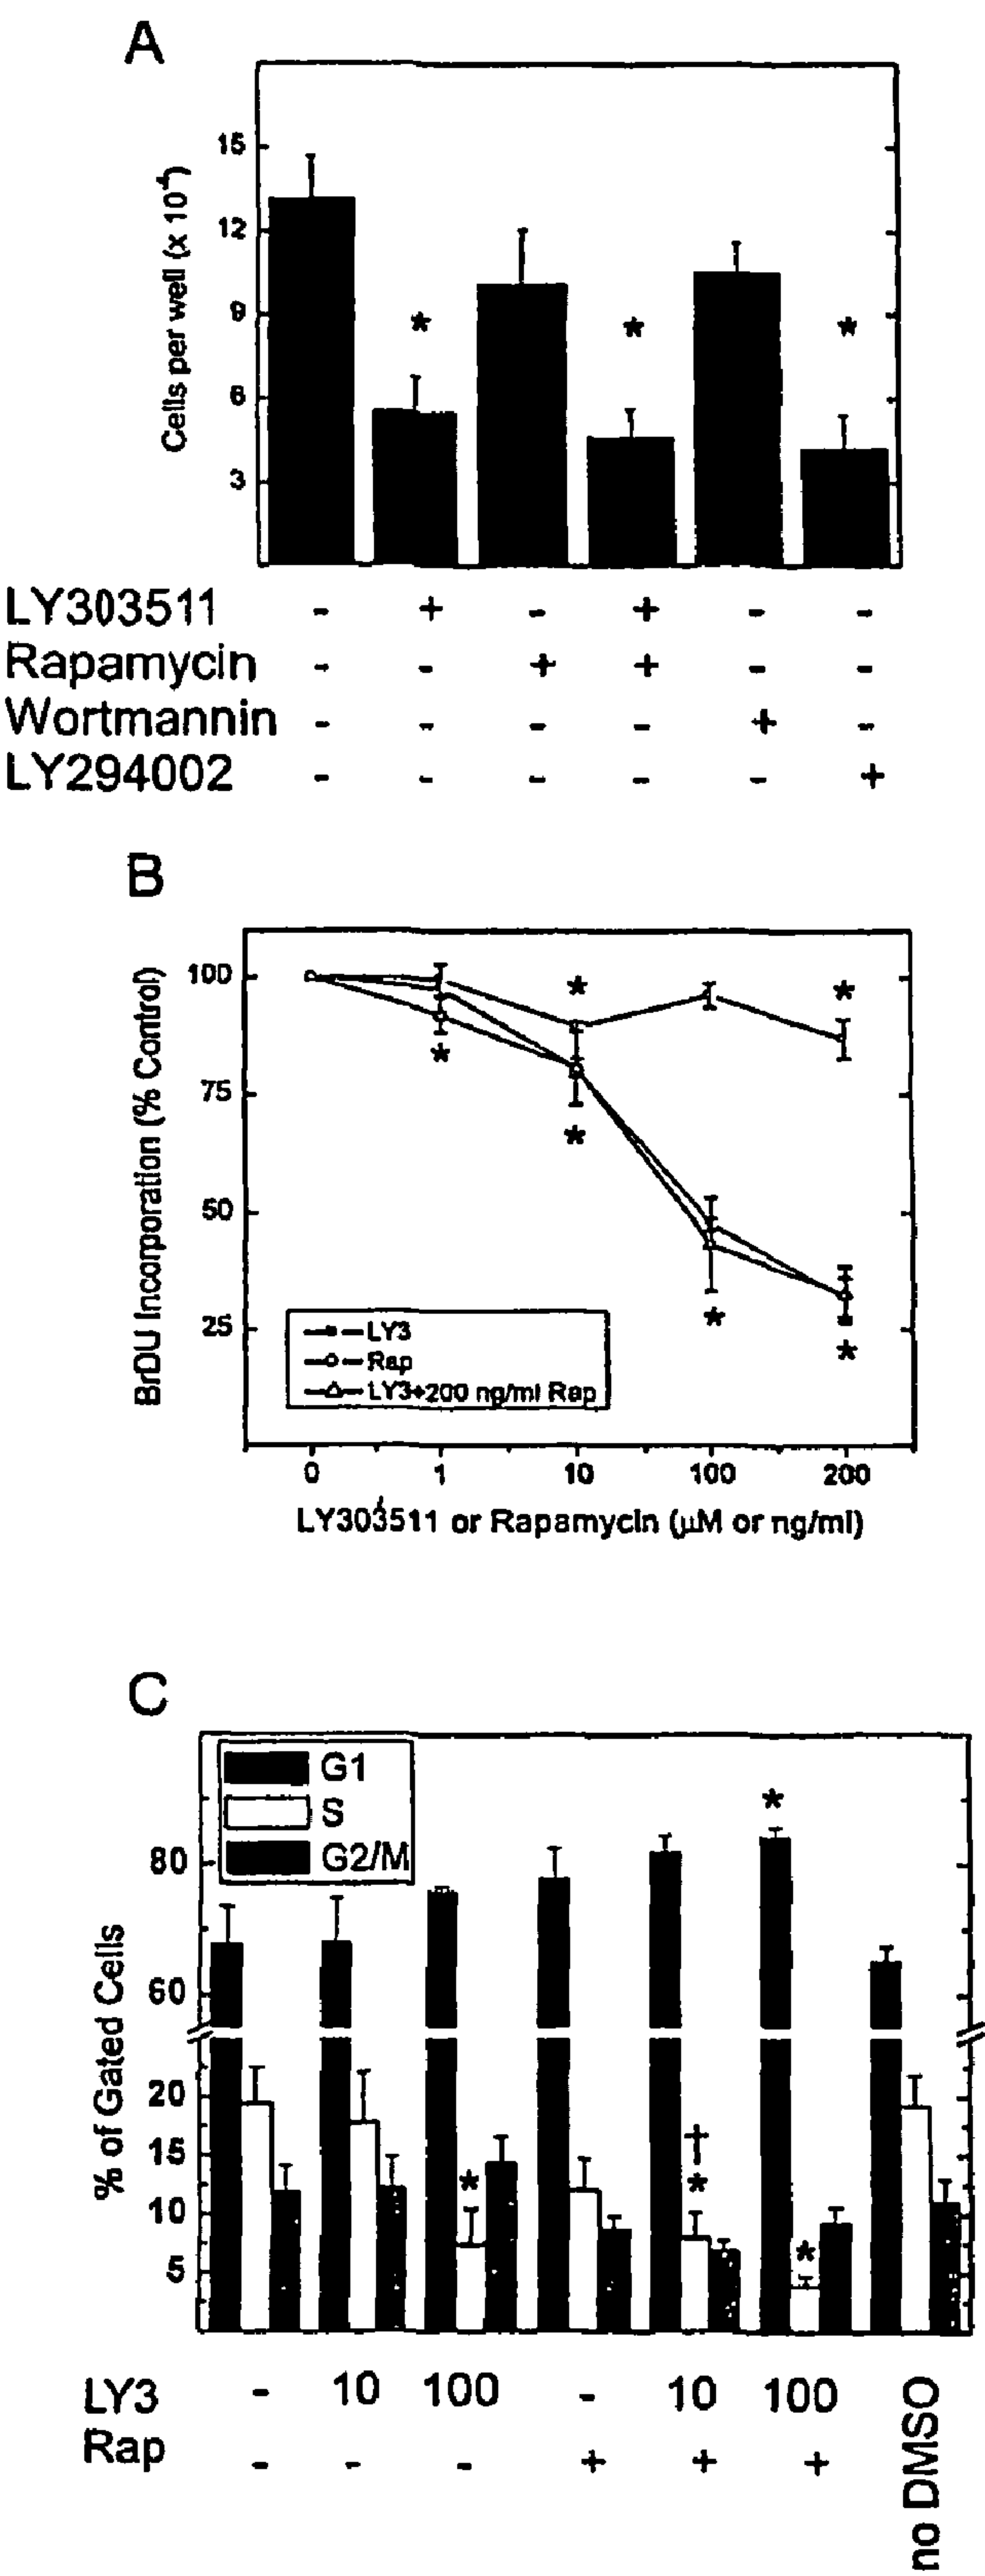 A
15
12
9
6
3
Cells per well (x 10⁻⁴)
* * *
LY303511 - + - + - -
Rapamycin - - + + - -
Wortmannin - - - - + -
LY294002 - - - - - +
B
100
75
50
25
BrDU Incorporation (% Control)
* *
* * * *
LY3
Rap
LY3+200 ng/ml Rap
0 1 10 100 200
LY303511 or Rapamycin (µM or ng/ml)
C
G1
S
G2/M
80
60
20
15
10
5
% of Gated Cells
*
†
* * *
LY3 - 10 100 - 10 100
Rap - - - + + +
no DMSO